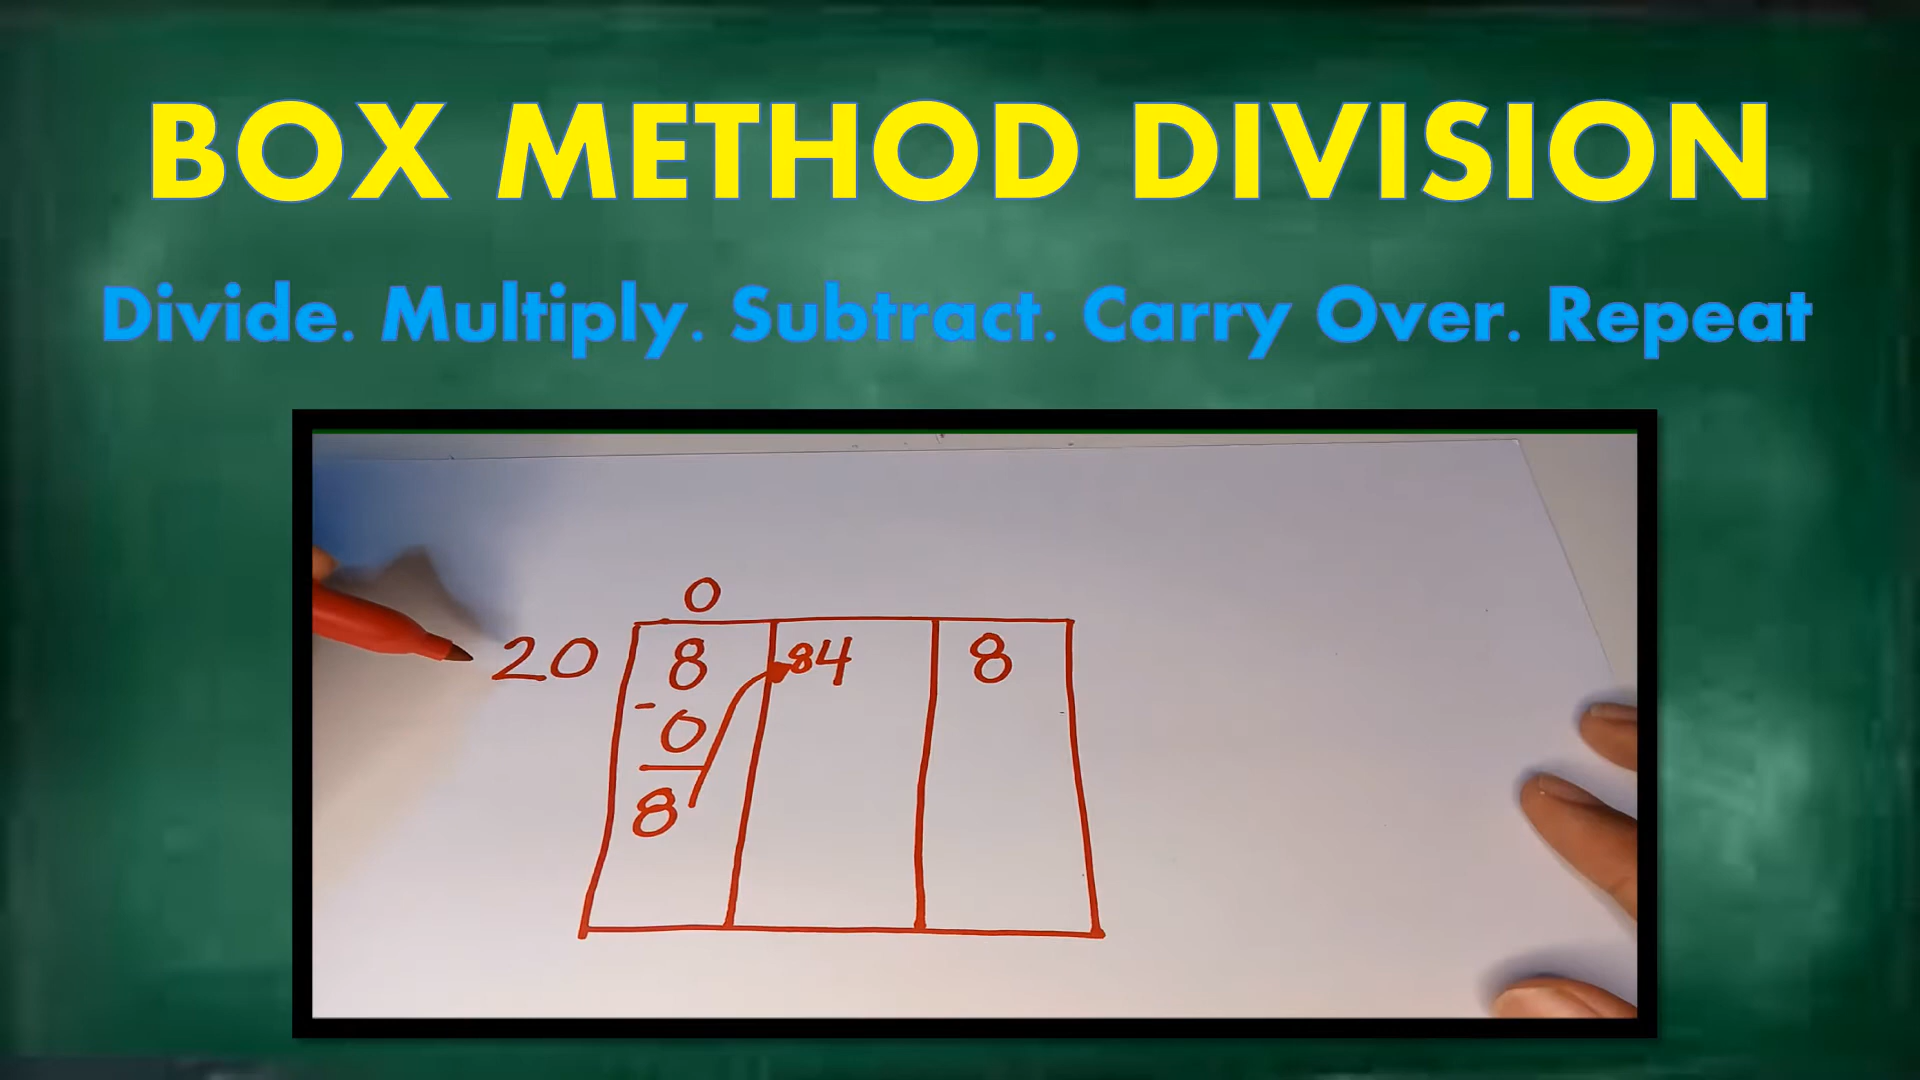 BOX METHOD DIVISION
Divide. Multiply. Subtract. Carry Over. Repeat
0
20 8 84 8
- 0
8